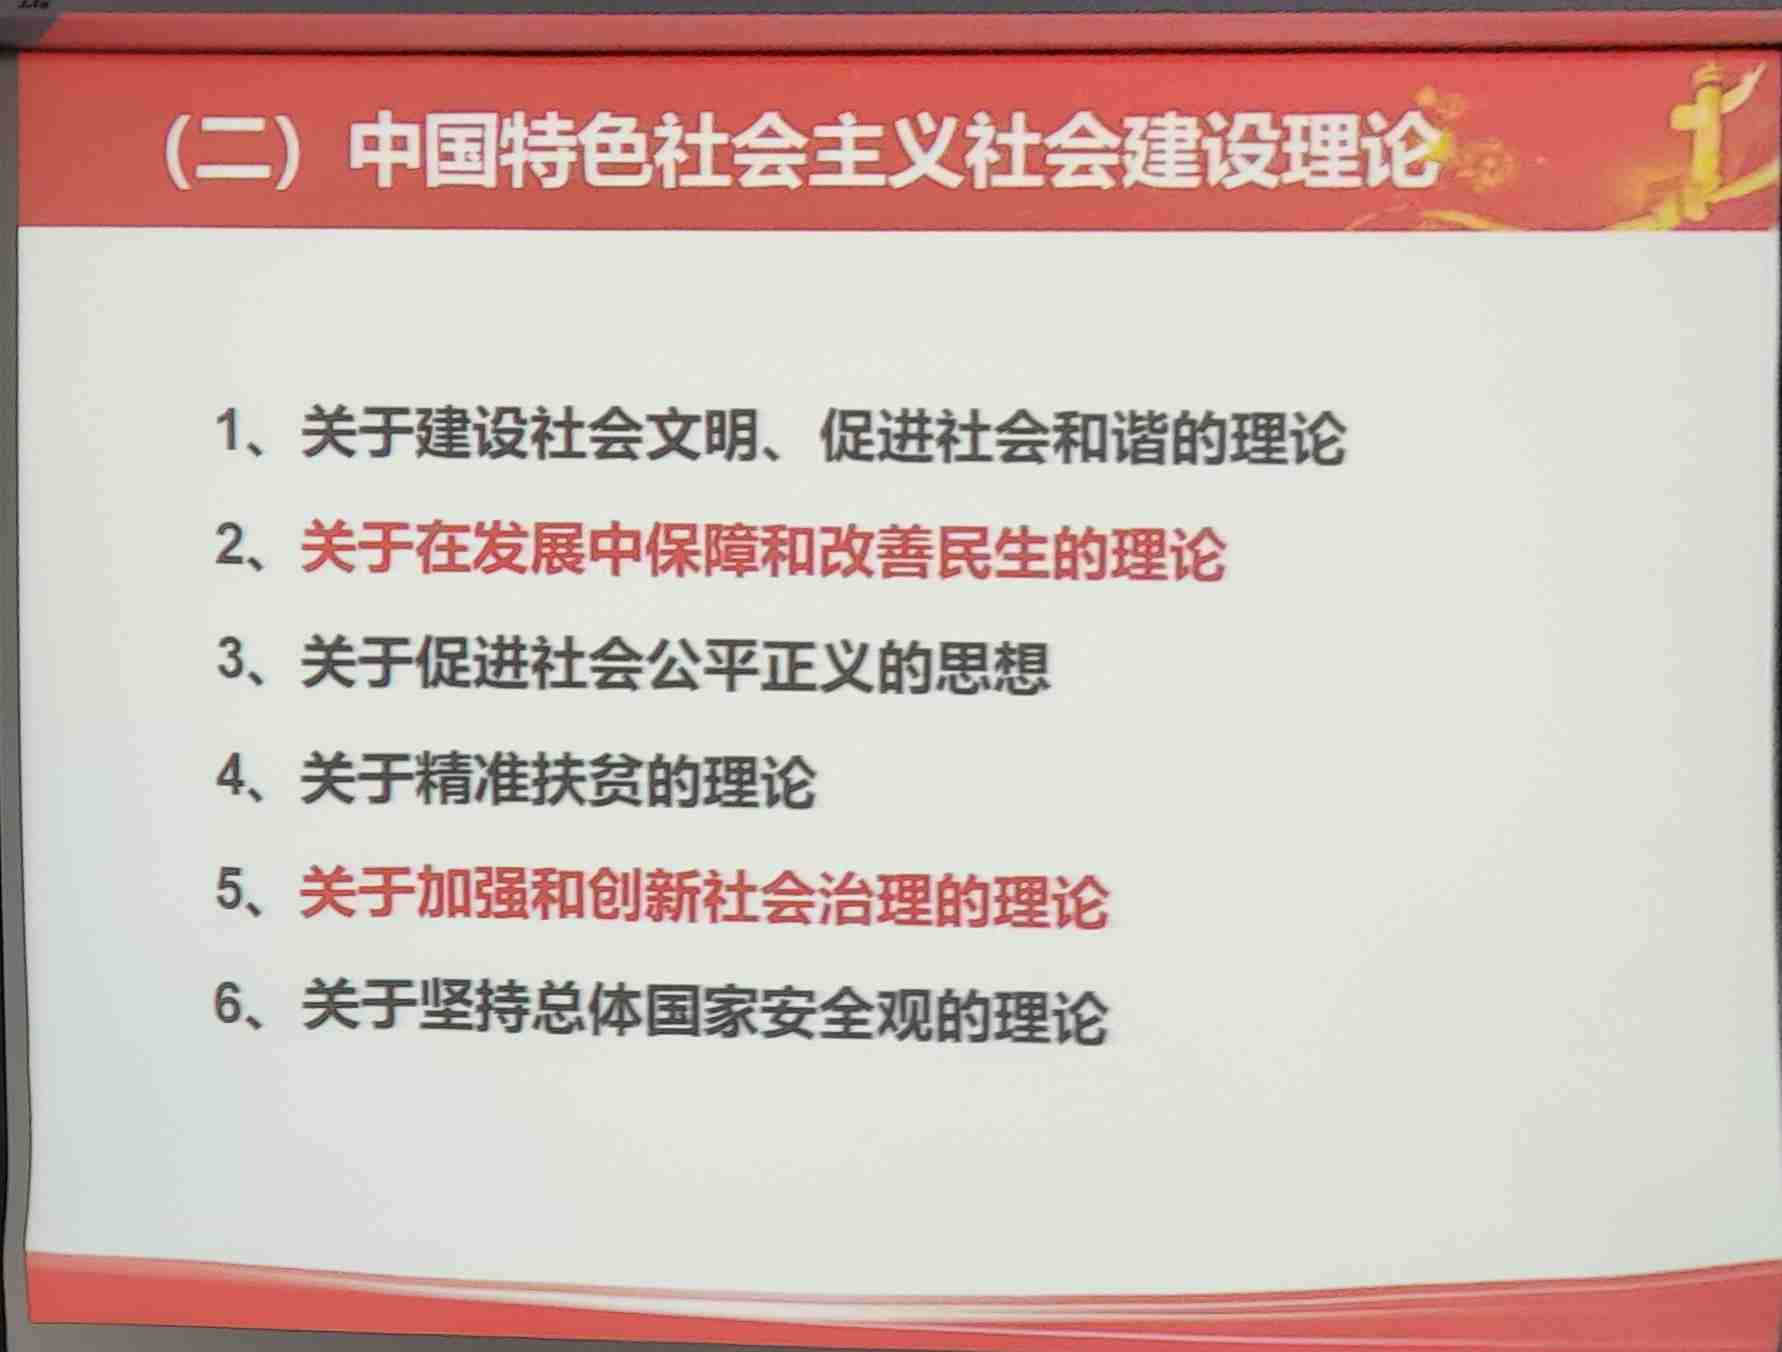 （二）中国特色社会主义社会建设理论
1、关于建设社会文明、促进社会和谐的理论
2、关于在发展中保障和改善民生的理论
3、关于促进社会公平正义的思想
4、关于精准扶贫的理论
5、关于加强和创新社会治理的理论
6、关于坚持总体国家安全观的理论